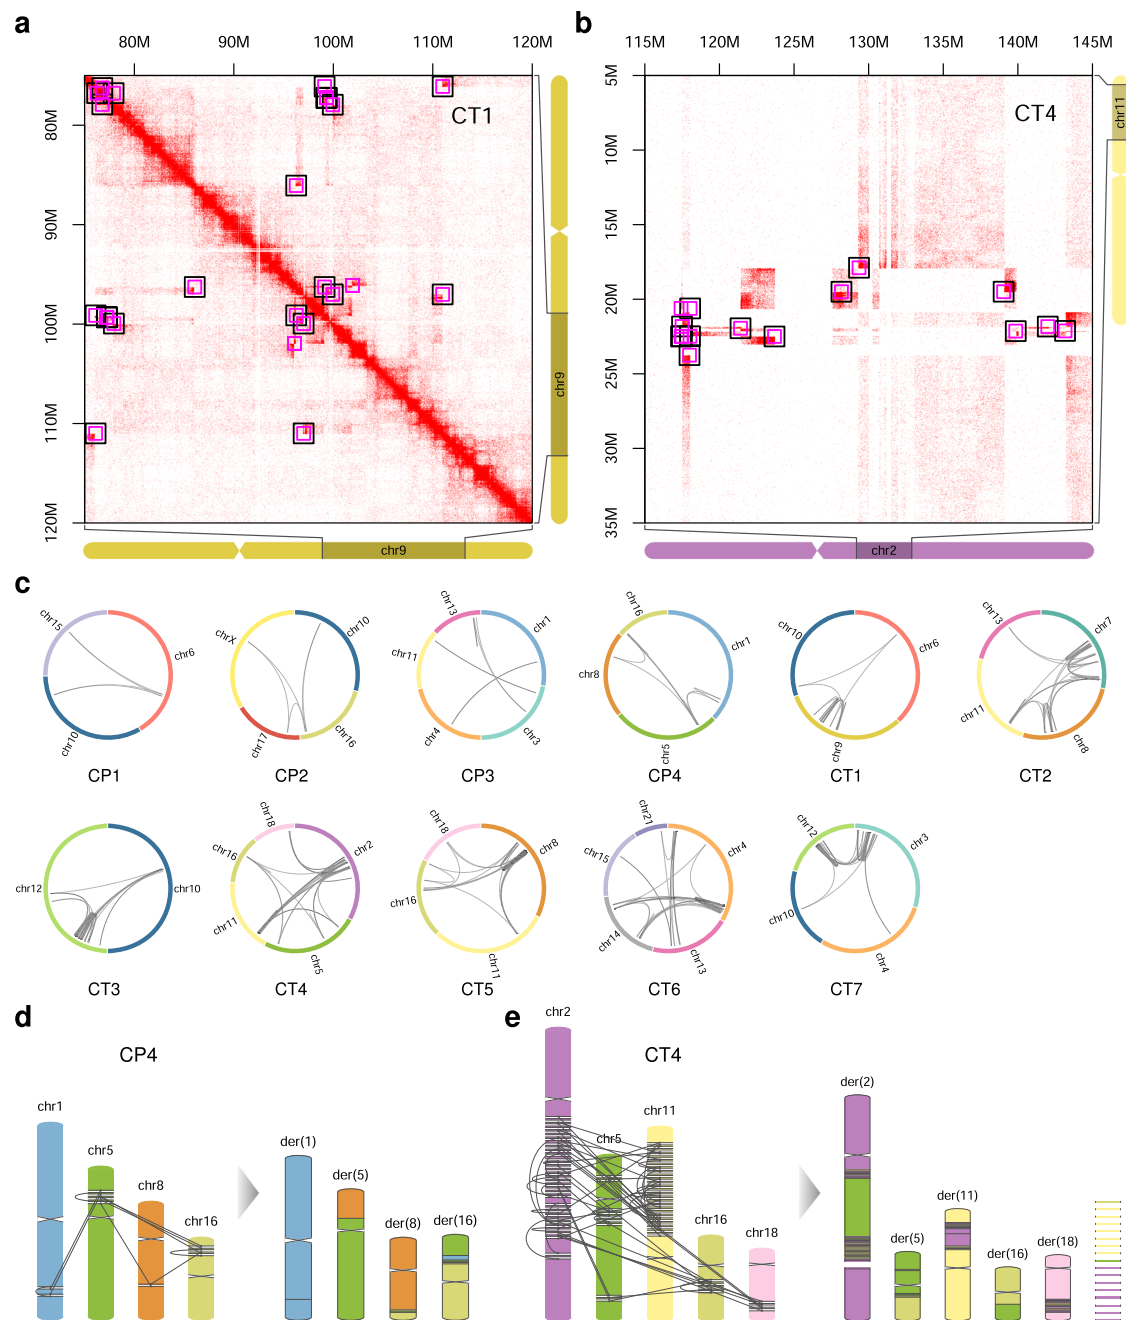 a
80M 90M 100M 110M 120M
CT1
80M
90M
100M
110M
120M
chr9
chr9
b
115M 120M 125M 130M 135M 140M 145M
CT4
5M
10M
15M
20M
25M
30M
35M
chr11
chr2
c
chr15
chr6
chr10
CP1
chrX
chr10
chr17
chr16
CP2
chr13
chr1
chr11
chr4
chr3
CP3
chr16
chr1
chr8
chr5
CP4
chr10
chr6
chr9
CT1
chr13
chr7
chr11
chr8
CT2
chr12
chr10
CT3
chr18
chr2
chr16
chr11
chr5
CT4
chr18
chr8
chr16
chr11
CT5
chr21
chr4
chr15
chr14
chr13
CT6
chr12
chr3
chr10
chr4
CT7
d
CP4
chr1
chr5
chr8
chr16
der(1)
der(5)
der(8)
der(16)
e
CT4
chr2
chr5
chr11
chr16
chr18
der(2)
der(5)
der(11)
der(16)
der(18)